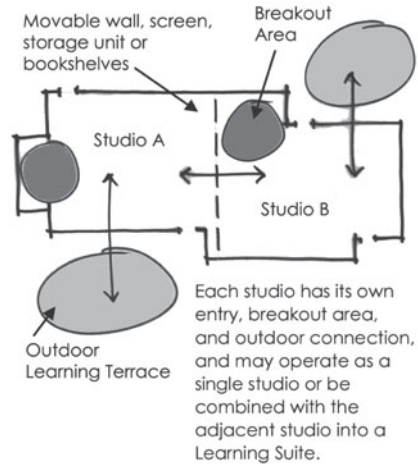 Movable wall, screen,
storage unit or
bookshelves
Breakout
Area
Studio A
Studio B
Outdoor
Learning Terrace
Each studio has its own
entry, breakout area,
and outdoor connection,
and may operate as a
single studio or be
combined with the
adjacent studio into a
Learning Suite.